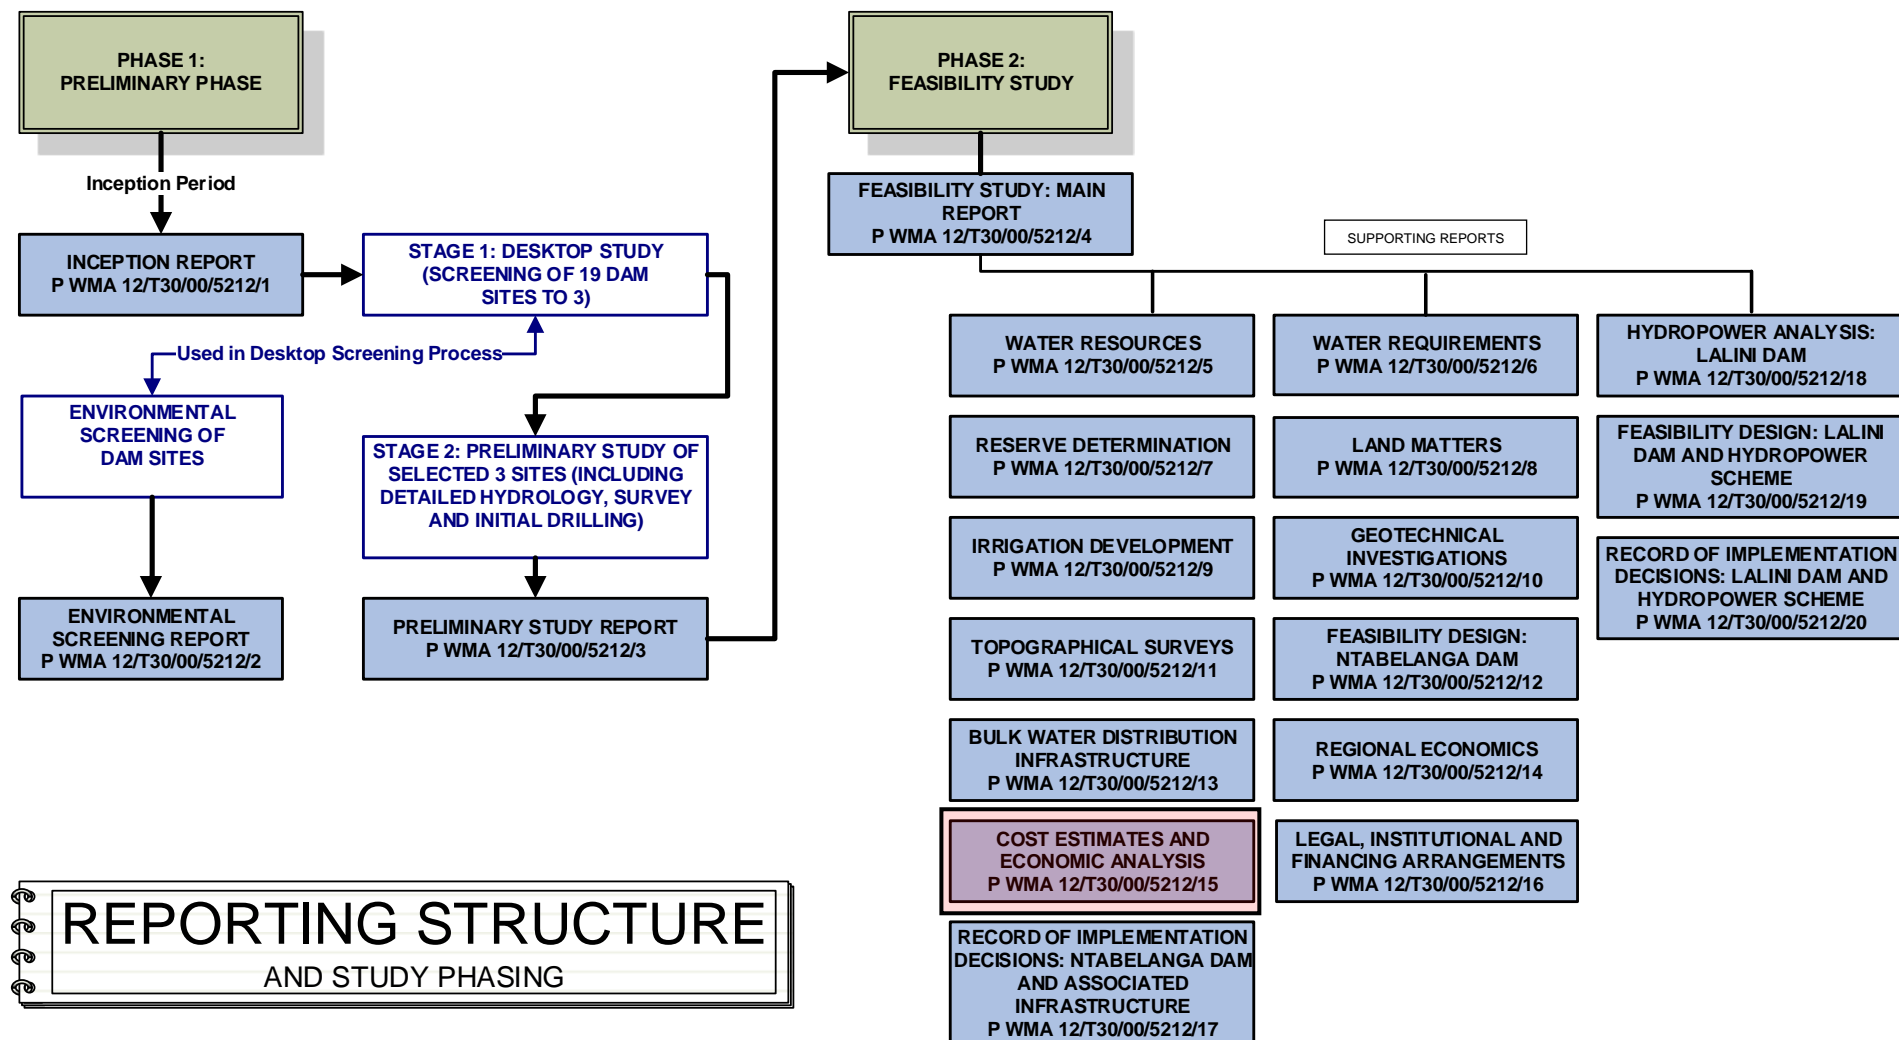 PHASE 1:
PRELIMINARY PHASE
Inception Period
INCEPTION REPORT
P WMA 12/T30/00/5212/1
STAGE 1: DESKTOP STUDY
(SCREENING OF 19 DAM
SITES TO 3)
Used in Desktop Screening Process
ENVIRONMENTAL
SCREENING OF
DAM SITES
STAGE 2: PRELIMINARY STUDY OF
SELECTED 3 SITES (INCLUDING
DETAILED HYDROLOGY, SURVEY
AND INITIAL DRILLING)
ENVIRONMENTAL
SCREENING REPORT
P WMA 12/T30/00/5212/2
PRELIMINARY STUDY REPORT
P WMA 12/T30/00/5212/3
PHASE 2:
FEASIBILITY STUDY
FEASIBILITY STUDY: MAIN
REPORT
P WMA 12/T30/00/5212/4
SUPPORTING REPORTS
WATER RESOURCES
P WMA 12/T30/00/5212/5
WATER REQUIREMENTS
P WMA 12/T30/00/5212/6
HYDROPOWER ANALYSIS:
LALINI DAM
P WMA 12/T30/00/5212/18
RESERVE DETERMINATION
P WMA 12/T30/00/5212/7
LAND MATTERS
P WMA 12/T30/00/5212/8
FEASIBILITY DESIGN: LALINI
DAM AND HYDROPOWER
SCHEME
P WMA 12/T30/00/5212/19
IRRIGATION DEVELOPMENT
P WMA 12/T30/00/5212/9
GEOTECHNICAL
INVESTIGATIONS
P WMA 12/T30/00/5212/10
RECORD OF IMPLEMENTATION
DECISIONS: LALINI DAM AND
HYDROPOWER SCHEME
P WMA 12/T30/00/5212/20
TOPOGRAPHICAL SURVEYS
P WMA 12/T30/00/5212/11
FEASIBILITY DESIGN:
NTABELANGA DAM
P WMA 12/T30/00/5212/12
BULK WATER DISTRIBUTION
INFRASTRUCTURE
P WMA 12/T30/00/5212/13
REGIONAL ECONOMICS
P WMA 12/T30/00/5212/14
COST ESTIMATES AND
ECONOMIC ANALYSIS
P WMA 12/T30/00/5212/15
LEGAL, INSTITUTIONAL AND
FINANCING ARRANGEMENTS
P WMA 12/T30/00/5212/16
RECORD OF IMPLEMENTATION
DECISIONS: NTABELANGA DAM
AND ASSOCIATED
INFRASTRUCTURE
P WMA 12/T30/00/5212/17
REPORTING STRUCTURE
AND STUDY PHASING